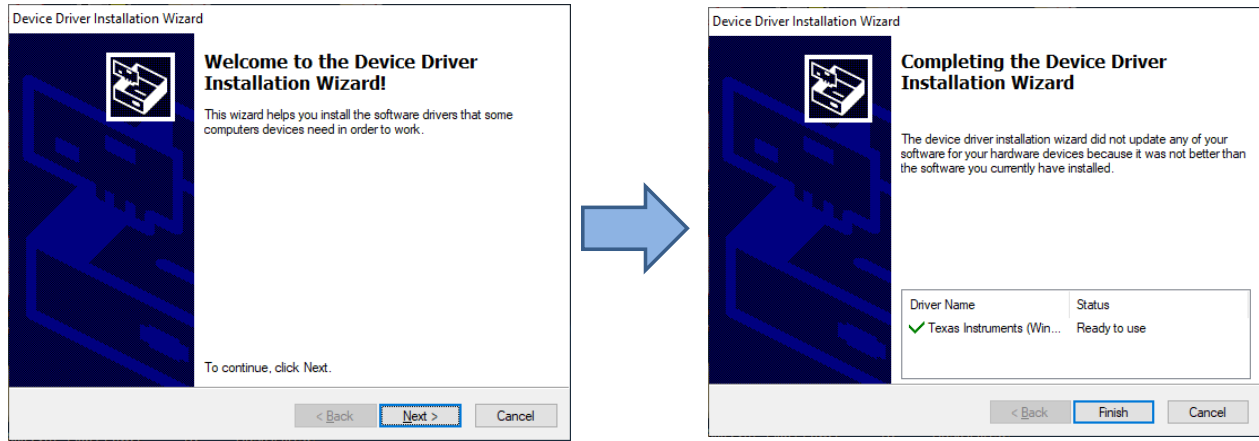 Device Driver Installation Wizard
Welcome to the Device Driver
Installation Wizard!
This wizard helps you install the software drivers that some
computers devices need in order to work.
To continue, click Next.
< Back
Next >
Cancel
Device Driver Installation Wizard
Completing the Device Driver
Installation Wizard
The device driver installation wizard did not update any of your
software for your hardware devices because it was not better than
the software you currently have installed.
Driver Name Status
Texas Instruments (Win... Ready to use
< Back
Finish
Cancel